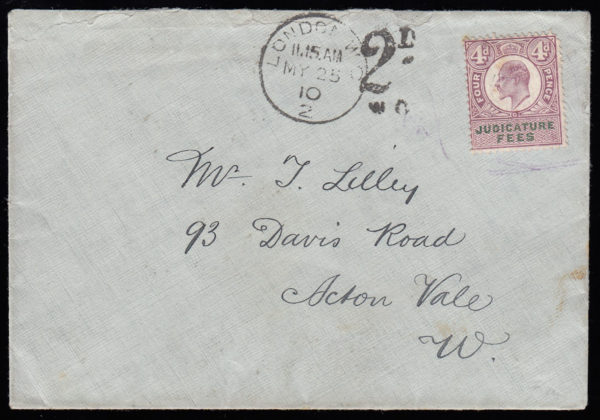 LONDON W.C
11.15.AM
MY 25
10
2
2D
W C
4d 4d
FOUR PENCE
JUDICATURE
FEES
Mr. T. Lilley
93 Davis Road
Acton Vale
W.